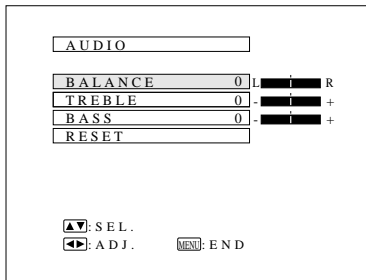 AUDIO
BALANCE 0 L R
TREBLE 0 - +
BASS 0 - +
RESET
▲▼:SEL.
◀▶:ADJ. MENU:END